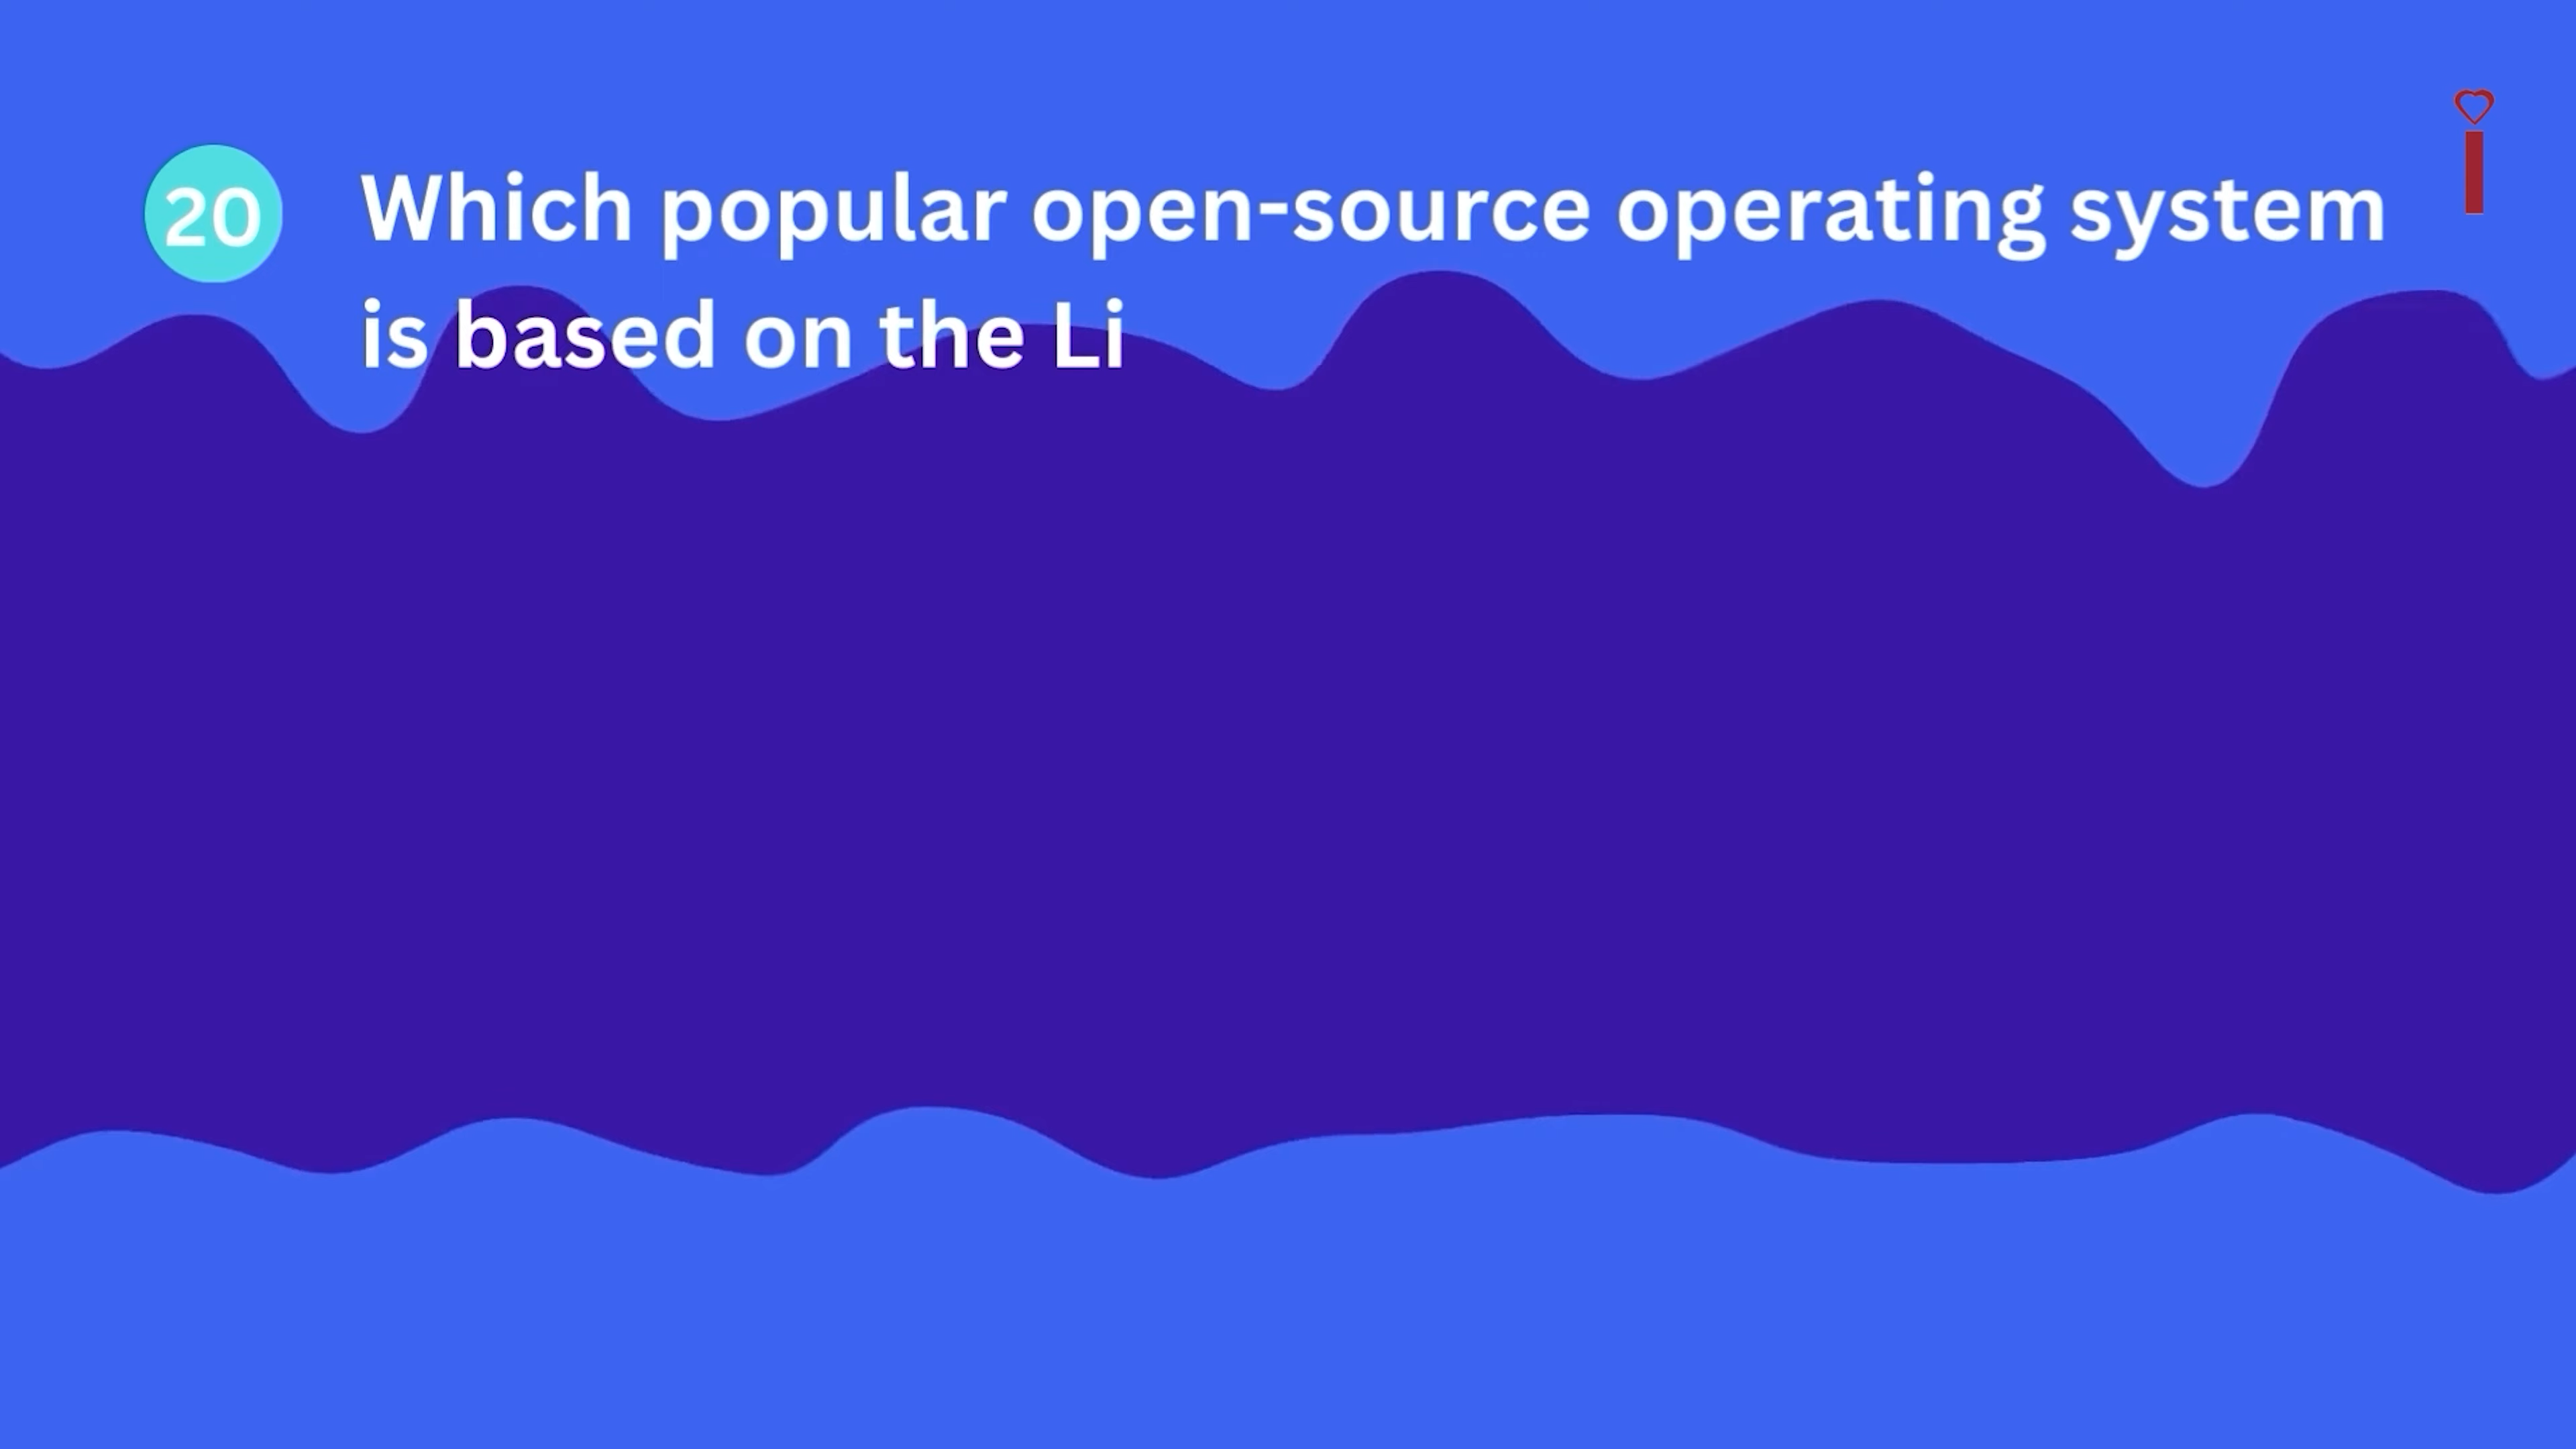 20
Which popular open-source operating system
is based on the Li